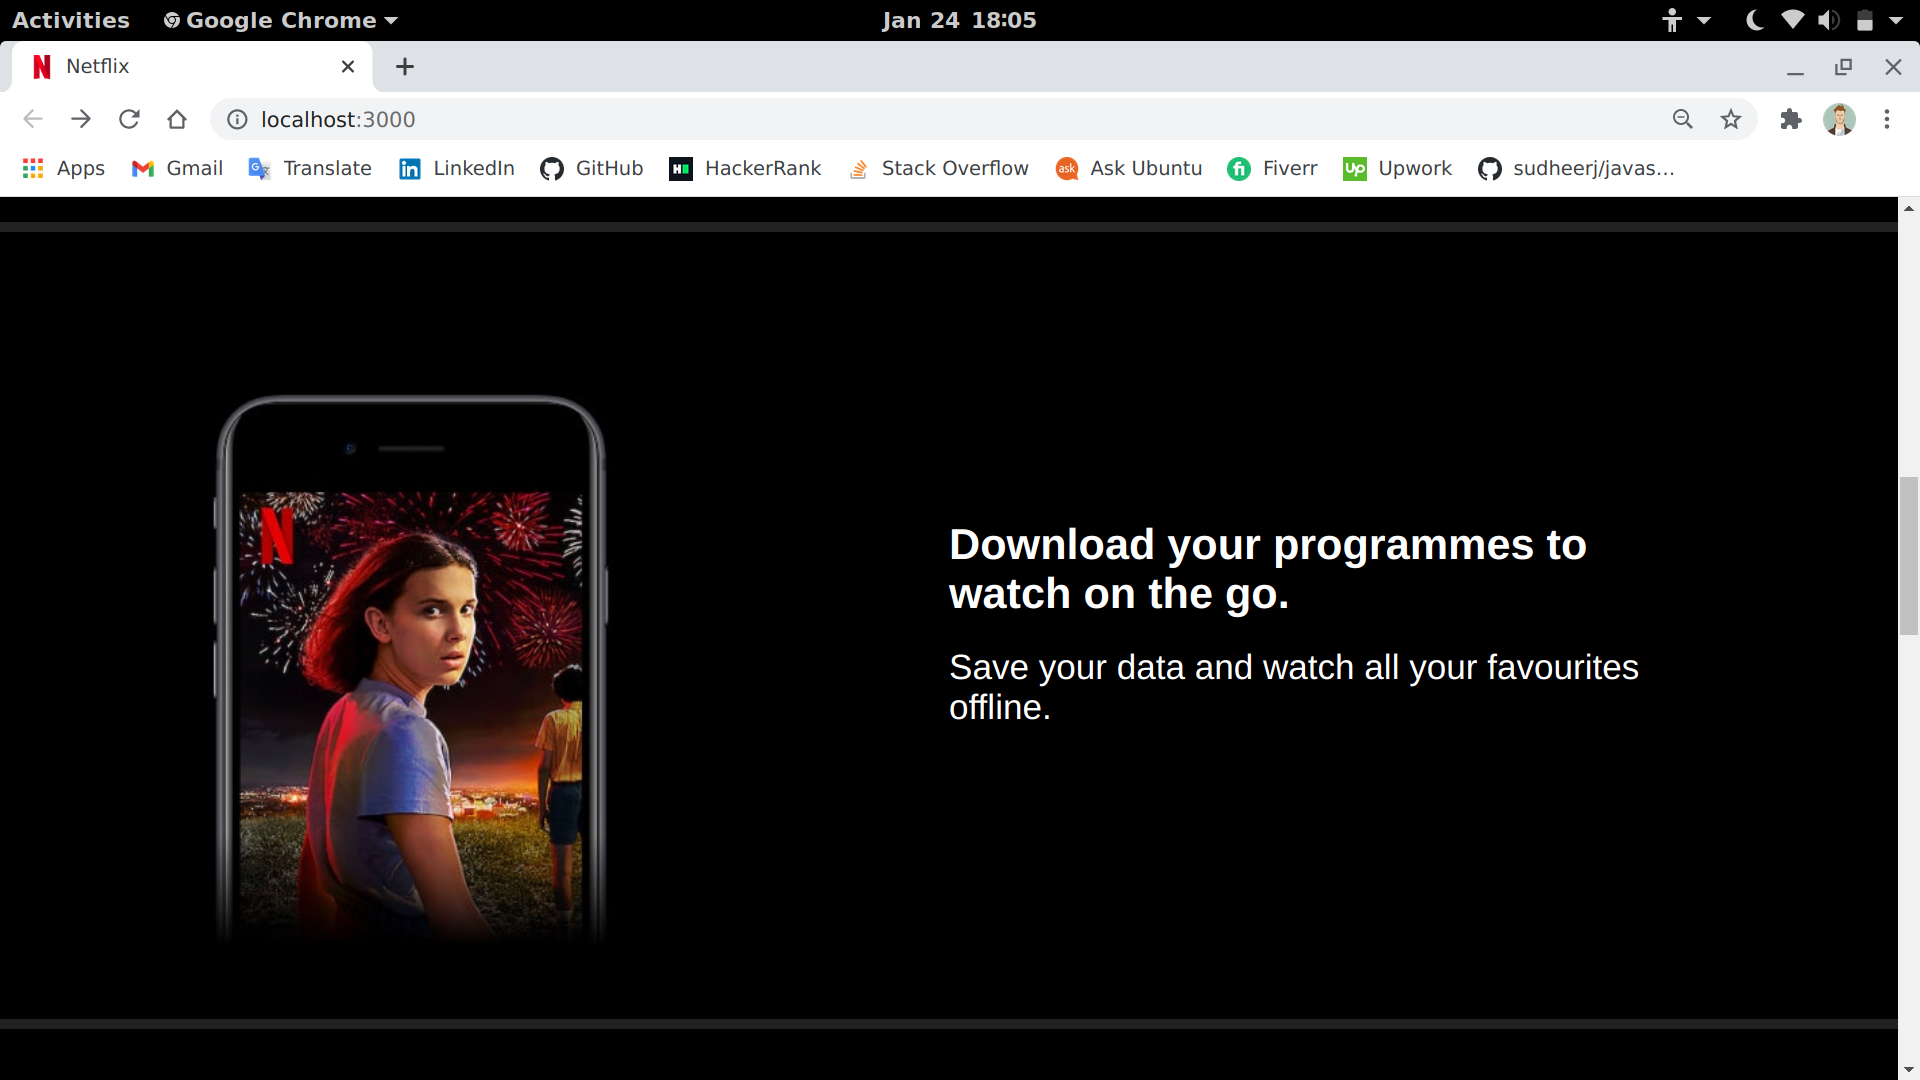 Activities Google Chrome Jan 24 18:05
Netflix
localhost:3000
Apps Gmail Translate LinkedIn GitHub HackerRank Stack Overflow Ask Ubuntu Fiverr Upwork sudheerj/javas...
N
Download your programmes to
watch on the go.
Save your data and watch all your favourites
offline.